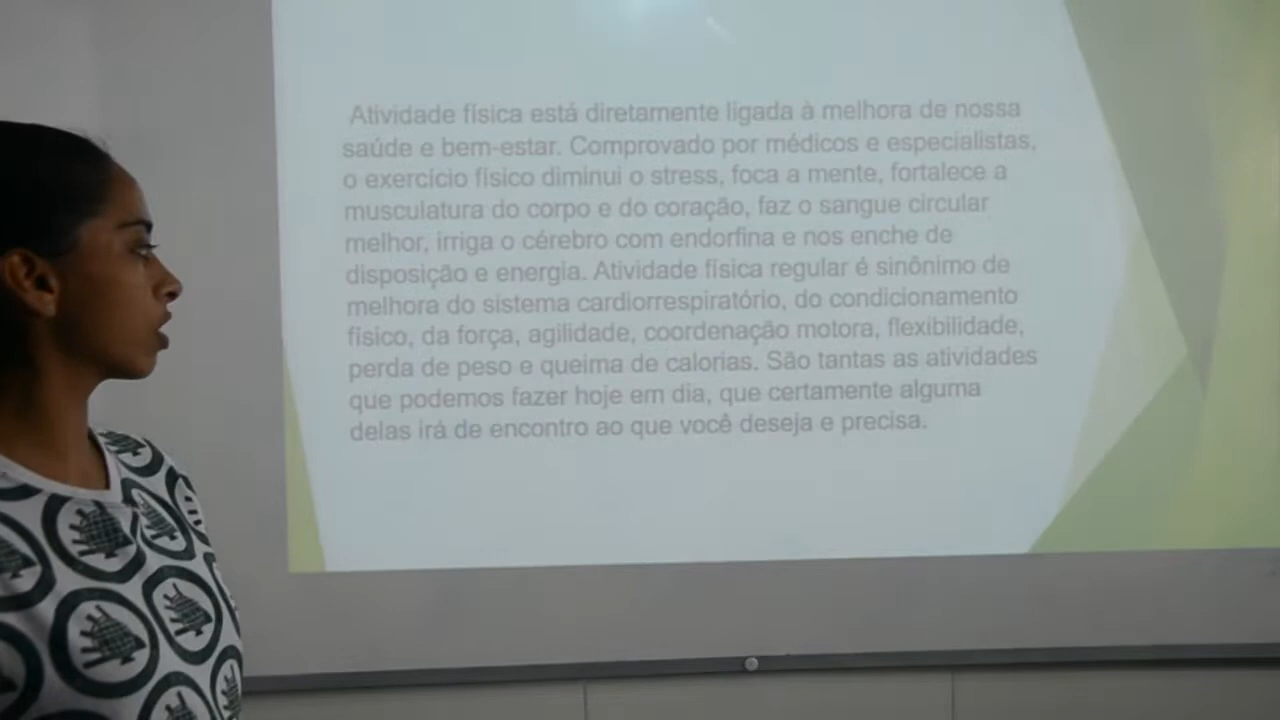 Atividade física está diretamente ligada à melhora de nossa
saúde e bem-estar. Comprovado por médicos e especialistas,
o exercício físico diminui o stress, foca a mente, fortalece a
musculatura do corpo e do coração, faz o sangue circular
melhor, irriga o cérebro com endorfina e nos enche de
disposição e energia. Atividade física regular é sinônimo de
melhora do sistema cardiorrespiratório, do condicionamento
físico, da força, agilidade, coordenação motora, flexibilidade,
perda de peso e queima de calorias. São tantas as atividades
que podemos fazer hoje em dia, que certamente alguma
delas irá de encontro ao que você deseja e precisa.